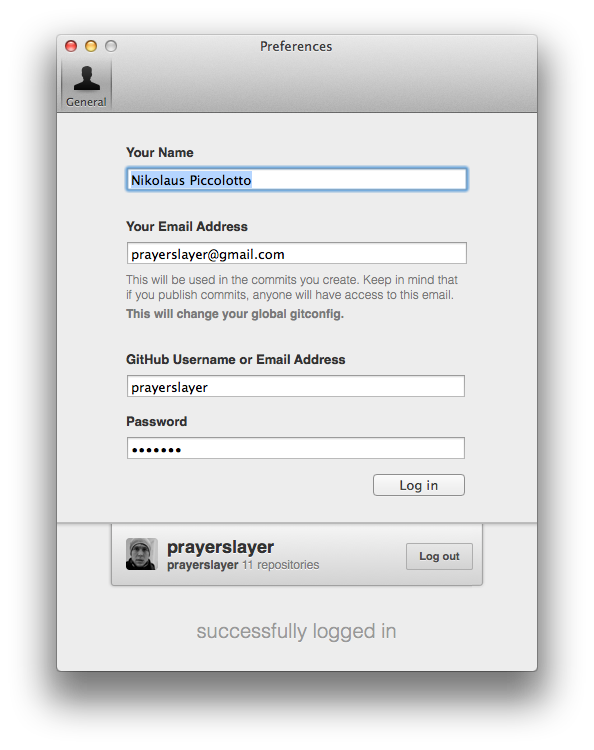 Preferences
General
Your Name
Nikolaus Piccolotto
Your Email Address
prayerslayer@gmail.com
This will be used in the commits you create. Keep in mind that
if you publish commits, anyone will have access to this email.
This will change your global gitconfig.
GitHub Username or Email Address
prayerslayer
Password
•••••••
Log in
prayerslayer
prayerslayer 11 repositories
Log out
successfully logged in